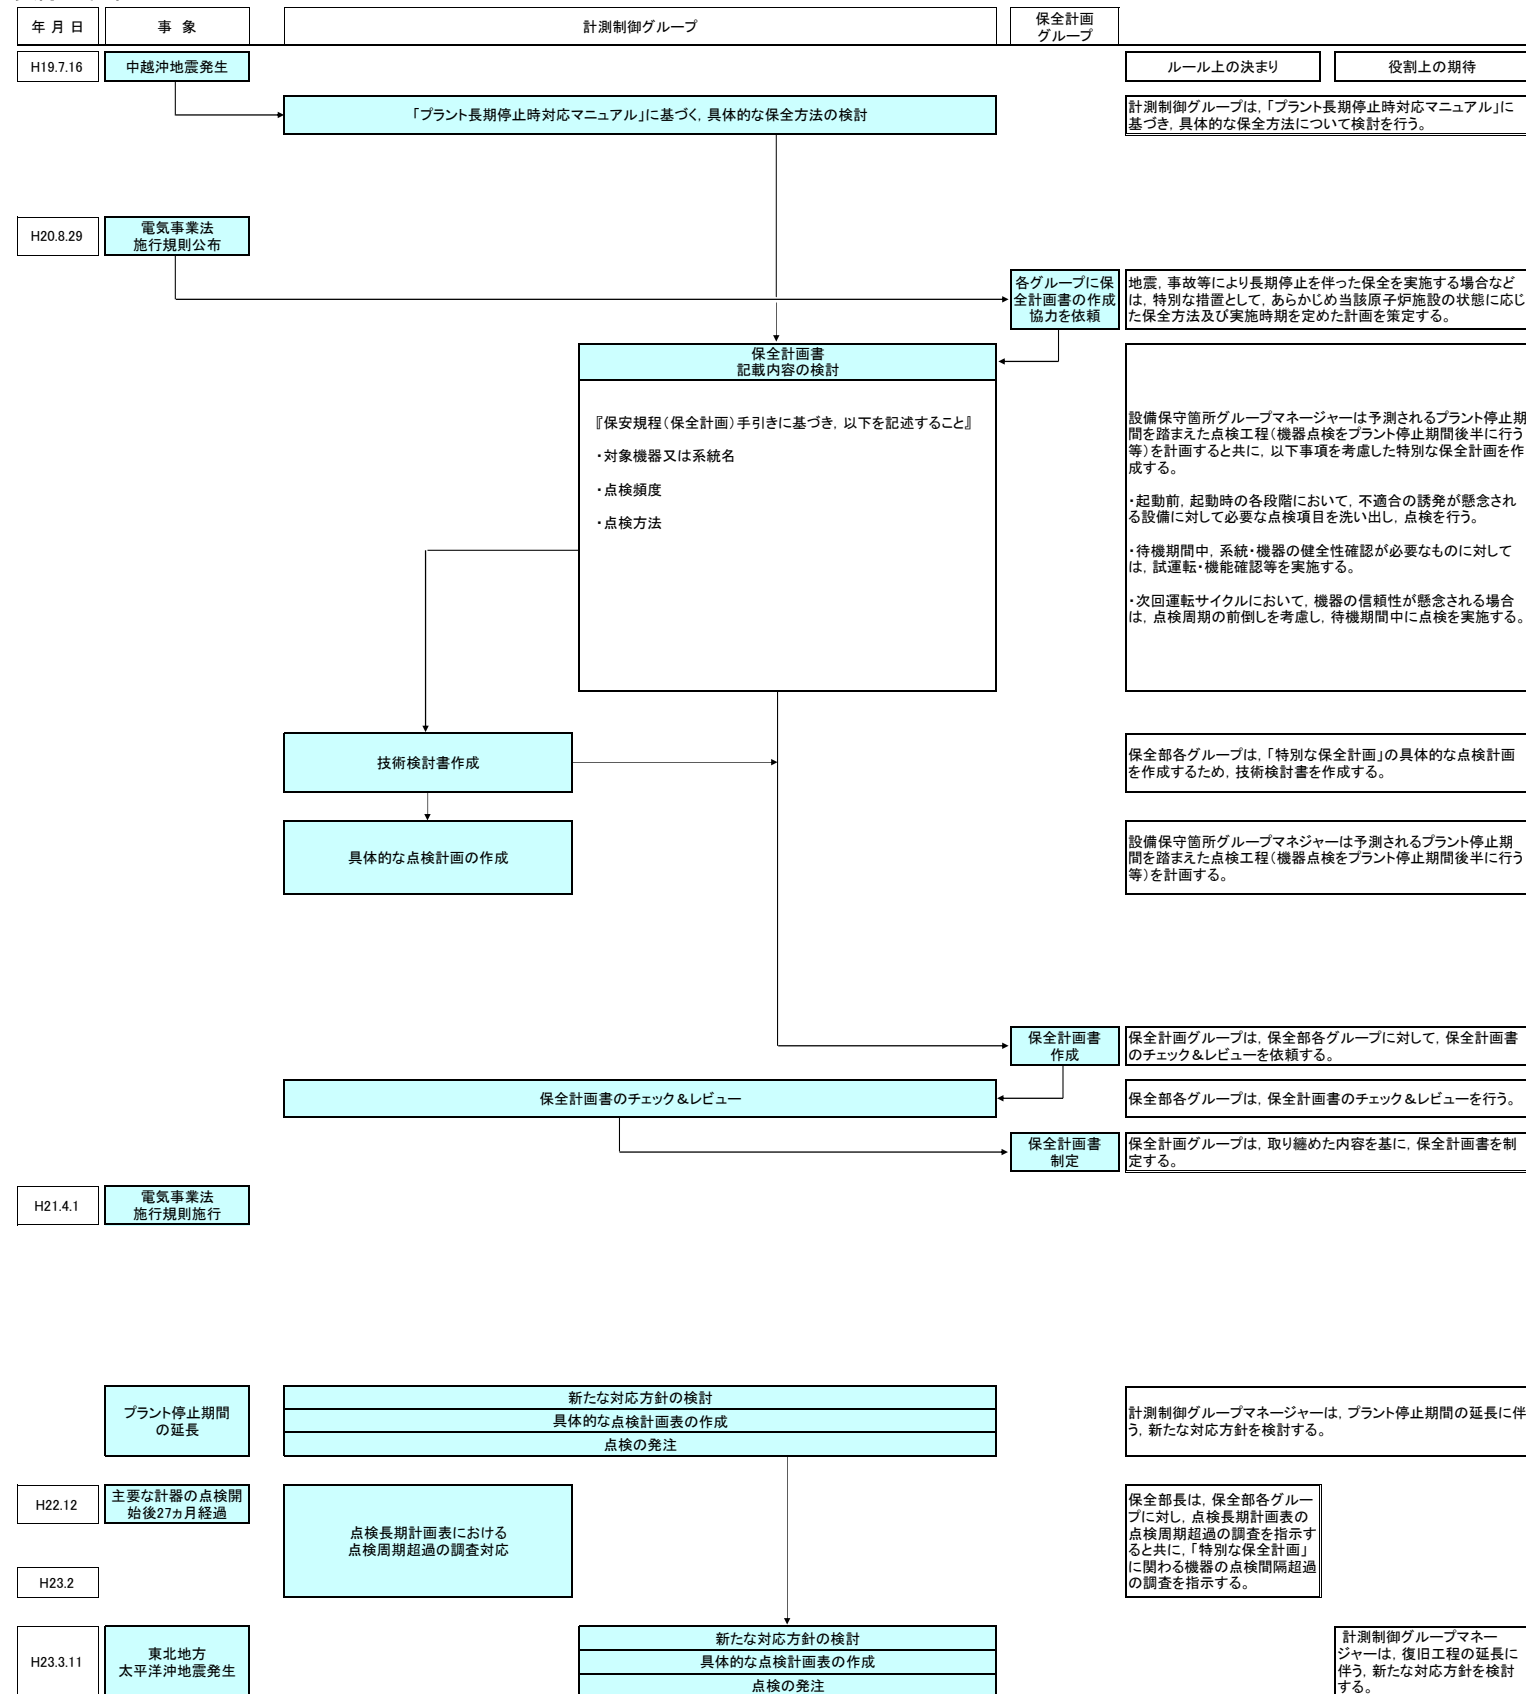 年 月 日
事 象
計測制御グループ
保全計画
グループ
H19.7.16
中越沖地震発生
ルール上の決まり
役割上の期待
「プラント長期停止時対応マニュアル」に基づく，具体的な保全方法の検討
計測制御グループは，「プラント長期停止時対応マニュアル」に
基づき，具体的な保全方法について検討を行う。
H20.8.29
電気事業法
施行規則公布
各グループに保
全計画書の作成
協力を依頼
地震，事故等により長期停止を伴った保全を実施する場合など
は，特別な措置として，あらかじめ当該原子炉施設の状態に応じ
た保全方法及び実施時期を定めた計画を策定する。
保全計画書
記載内容の検討
『保安規程（保全計画）手引きに基づき，以下を記述すること』
・対象機器又は系統名
・点検頻度
・点検方法
設備保守箇所グループマネージャーは予測されるプラント停止期
間を踏まえた点検工程（機器点検をプラント停止期間後半に行う
等）を計画すると共に，以下事項を考慮した特別な保全計画を作
成する。
・起動前，起動時の各段階において，不適合の誘発が懸念され
る設備に対して必要な点検項目を洗い出し，点検を行う。
・待機期間中，系統・機器の健全性確認が必要なものに対して
は，試運転・機能確認等を実施する。
・次回運転サイクルにおいて，機器の信頼性が懸念される場合
は，点検周期の前倒しを考慮し，待機期間中に点検を実施する。
技術検討書作成
保全部各グループは，「特別な保全計画」の具体的な点検計画
を作成するため，技術検討書を作成する。
具体的な点検計画の作成
設備保守箇所グループマネジャーは予測されるプラント停止期
間を踏まえた点検工程（機器点検をプラント停止期間後半に行う
等）を計画する。
保全計画書
作成
保全計画グループは，保全部各グループに対して，保全計画書
のチェック＆レビューを依頼する。
保全計画書のチェック＆レビュー
保全部各グループは，保全計画書のチェック＆レビューを行う。
保全計画書
制定
保全計画グループは，取り纏めた内容を基に，保全計画書を制
定する。
H21.4.1
電気事業法
施行規則施行
プラント停止期間
の延長
新たな対応方針の検討
具体的な点検計画表の作成
点検の発注
計測制御グループマネージャーは，プラント停止期間の延長に伴
う，新たな対応方針を検討する。
H22.12
主要な計器の点検開
始後27ヵ月経過
点検長期計画表における
点検周期超過の調査対応
保全部長は，保全部各グルー
プに対し，点検長期計画表の
点検周期超過の調査を指示す
ると共に，「特別な保全計画」
に関わる機器の点検間隔超過
の調査を指示する。
H23.2
H23.3.11
東北地方
太平洋沖地震発生
新たな対応方針の検討
具体的な点検計画表の作成
点検の発注
計測制御グループマネー
ジャーは，復旧工程の延長に
伴う，新たな対応方針を検討
する。